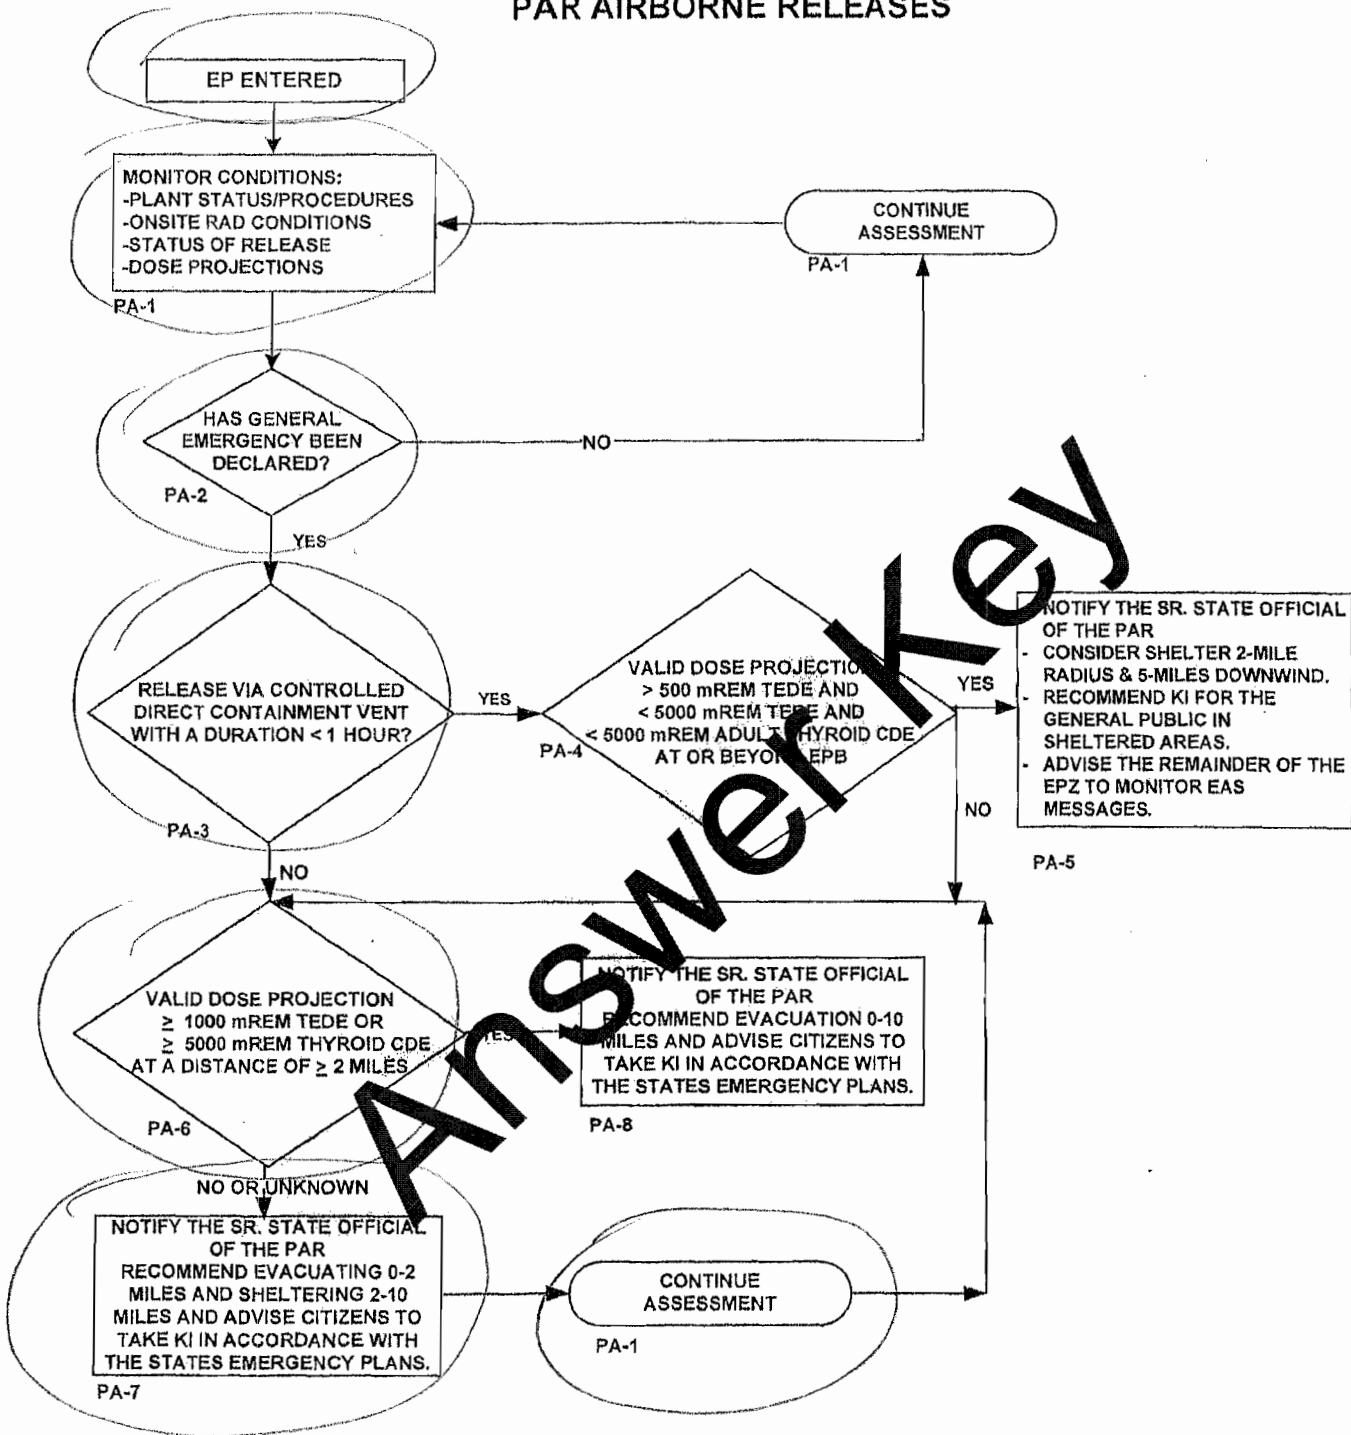 PAR AIRBORNE RELEASES
EP ENTERED
MONITOR CONDITIONS:
-PLANT STATUS/PROCEDURES
-ONSITE RAD CONDITIONS
-STATUS OF RELEASE
-DOSE PROJECTIONS
PA-1
CONTINUE
ASSESSMENT
PA-1
HAS GENERAL
EMERGENCY BEEN
DECLARED?
PA-2
NO
YES
RELEASE VIA CONTROLLED
DIRECT CONTAINMENT VENT
WITH A DURATION < 1 HOUR?
PA-3
YES
NO
VALID DOSE PROJECTION
> 500 mREM TEDE AND
< 5000 mREM TEDE AND
< 5000 mREM ADULT THYROID CDE
AT OR BEYOND EPB
PA-4
YES
NO
NOTIFY THE SR. STATE OFFICIAL
OF THE PAR
- CONSIDER SHELTER 2-MILE
RADIUS & 5-MILES DOWNWIND.
- RECOMMEND KI FOR THE
GENERAL PUBLIC IN
SHELTERED AREAS.
- ADVISE THE REMAINDER OF THE
EPZ TO MONITOR EAS
MESSAGES.
PA-5
VALID DOSE PROJECTION
≥ 1000 mREM TEDE OR
≥ 5000 mREM THYROID CDE
AT A DISTANCE OF ≥ 2 MILES
PA-6
YES
NOTIFY THE SR. STATE OFFICIAL
OF THE PAR
RECOMMEND EVACUATION 0-10
MILES AND ADVISE CITIZENS TO
TAKE KI IN ACCORDANCE WITH
THE STATES EMERGENCY PLANS.
PA-8
NO OR UNKNOWN
NOTIFY THE SR. STATE OFFICIAL
OF THE PAR
RECOMMEND EVACUATING 0-2
MILES AND SHELTERING 2-10
MILES AND ADVISE CITIZENS TO
TAKE KI IN ACCORDANCE WITH
THE STATES EMERGENCY PLANS.
PA-7
CONTINUE
ASSESSMENT
PA-1
Answer Key